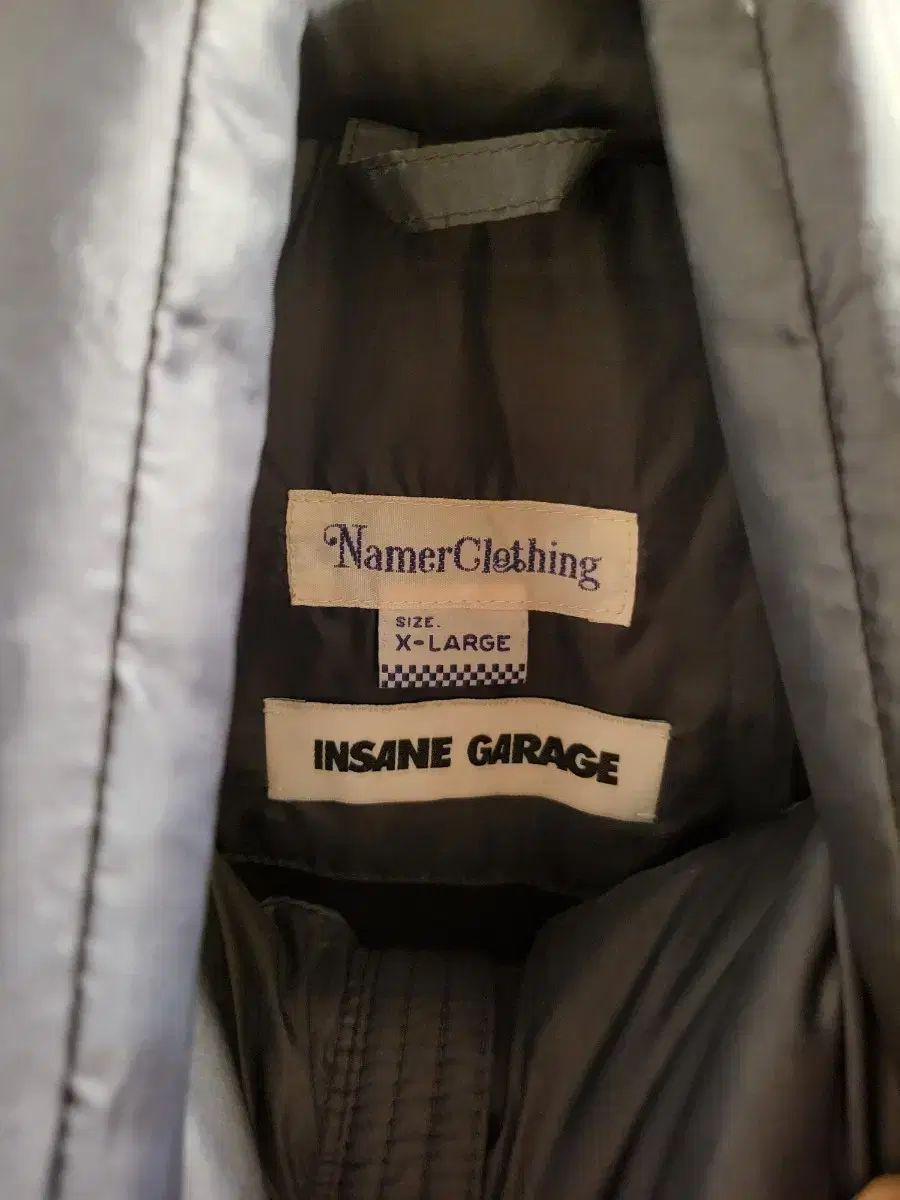 NamerClothing
SIZE.
X-LARGE
INSANE GARAGE